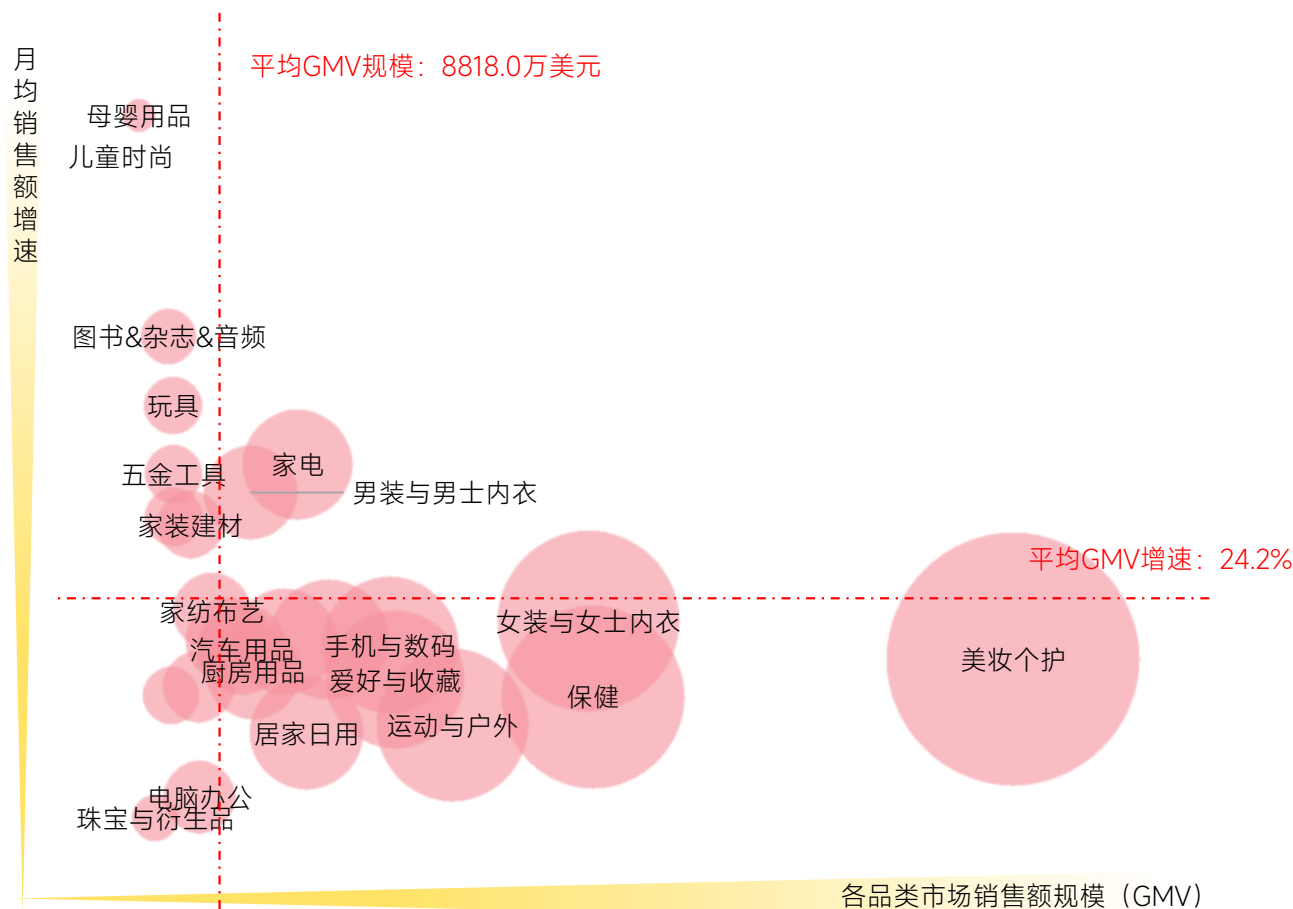 月均销售额增速
平均GMV规模：8818.0万美元
母婴用品
儿童时尚
图书&杂志&音频
玩具
家电
五金工具
男装与男士内衣
家装建材
平均GMV增速：24.2%
家纺布艺
女装与女士内衣
手机与数码
汽车用品
美妆个护
厨房用品
爱好与收藏
保健
运动与户外
居家日用
电脑办公
珠宝与衍生品
各品类市场销售额规模（GMV）